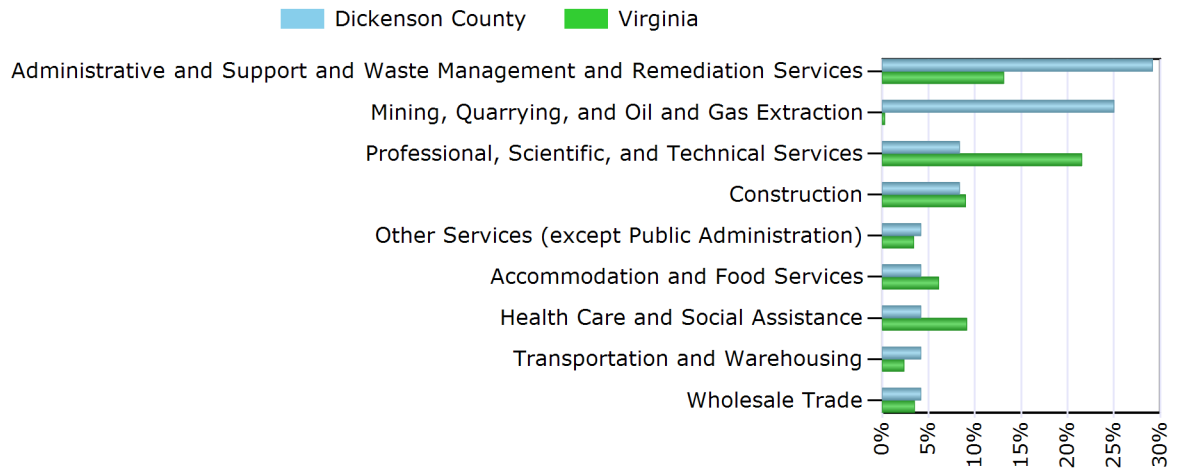 Dickenson County Virginia
Administrative and Support and Waste Management and Remediation Services
Mining, Quarrying, and Oil and Gas Extraction
Professional, Scientific, and Technical Services
Construction
Other Services (except Public Administration)
Accommodation and Food Services
Health Care and Social Assistance
Transportation and Warehousing
Wholesale Trade
0% 5% 10% 15% 20% 25% 30%